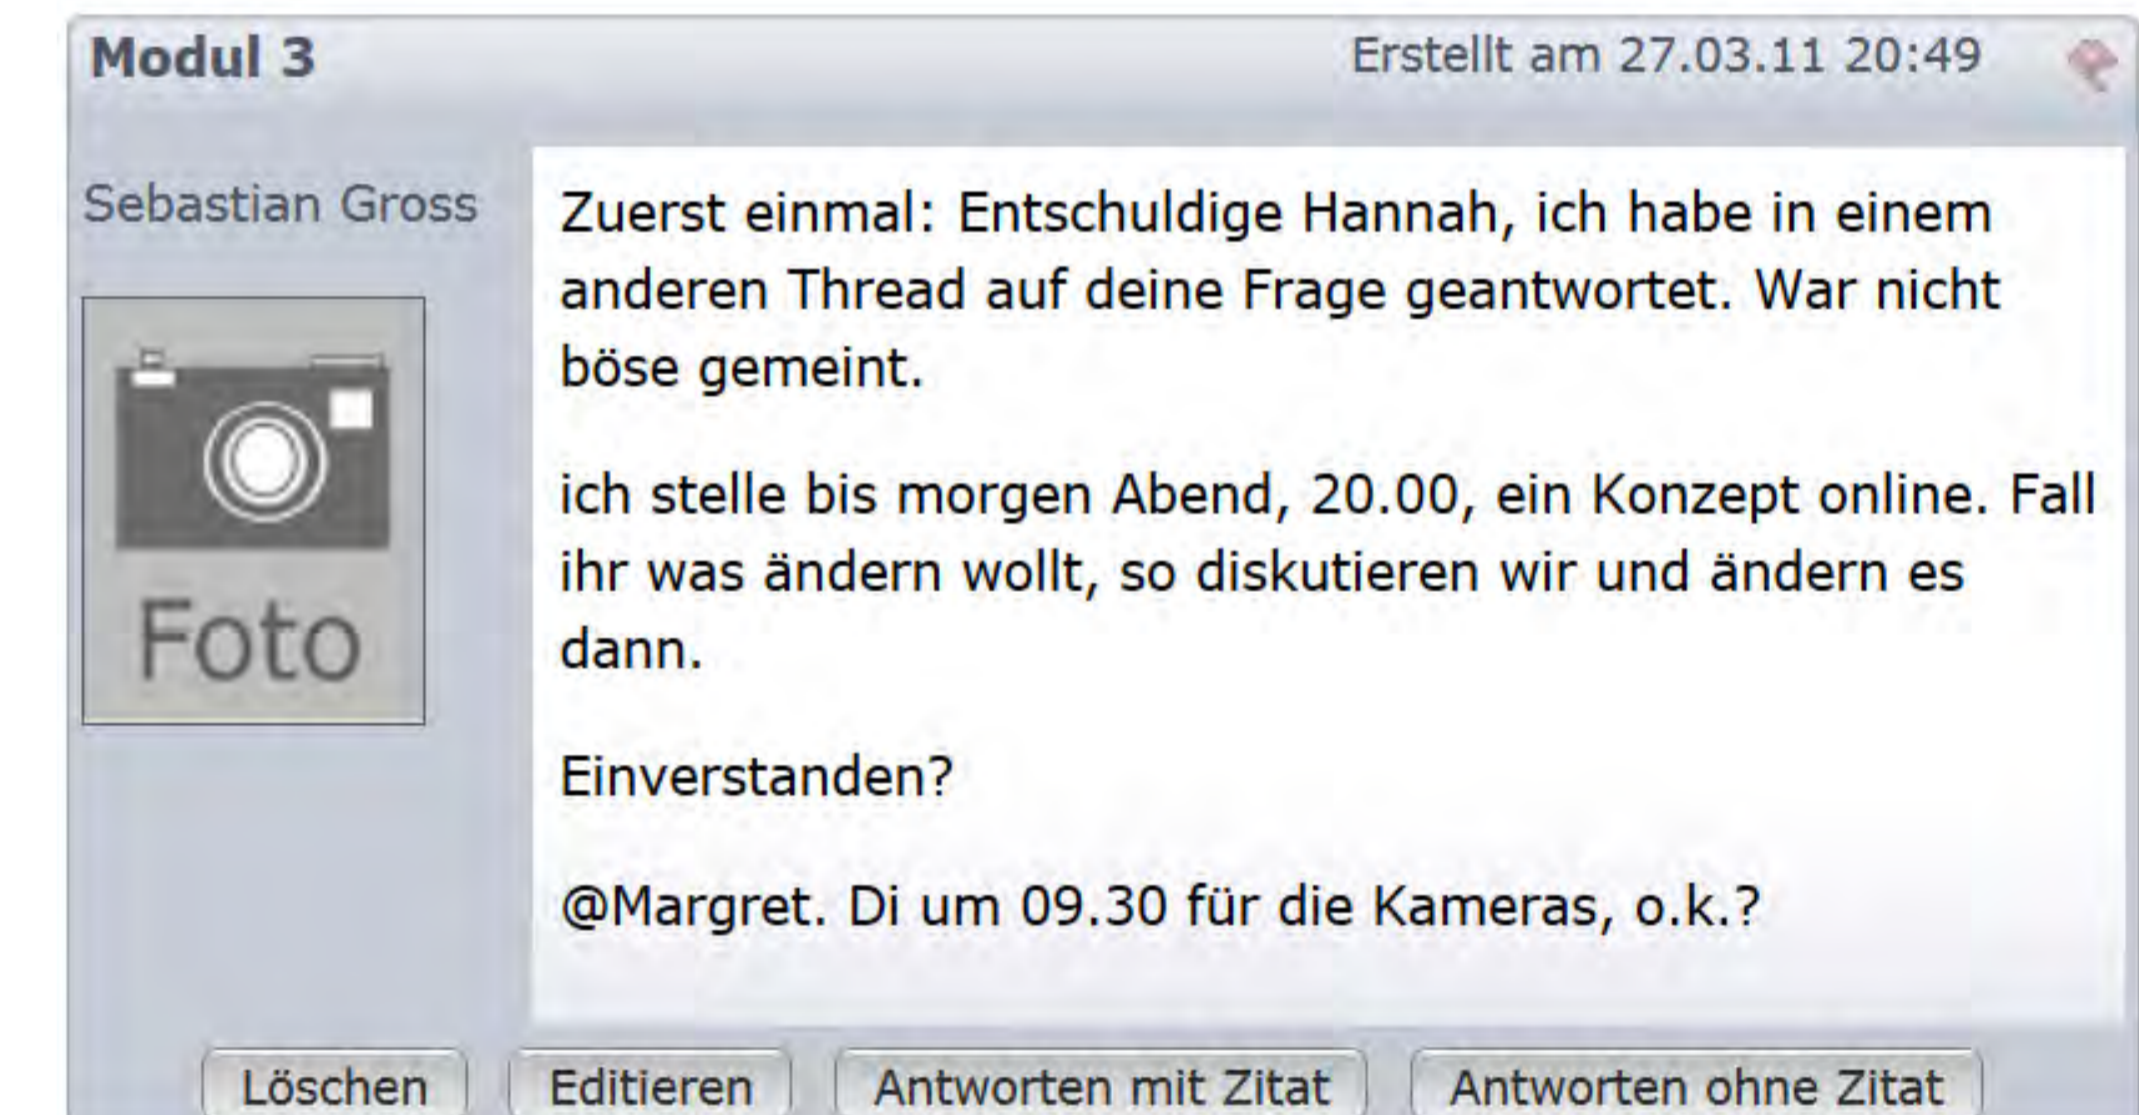 Modul 3
Erstellt am 27.03.11 20:49
Sebastian Gross
Foto
Zuerst einmal: Entschuldige Hannah, ich habe in einem
anderen Thread auf deine Frage geantwortet. War nicht
böse gemeint.
ich stelle bis morgen Abend, 20.00, ein Konzept online. Fall
ihr was ändern wollt, so diskutieren wir und ändern es
dann.
Einverstanden?
@Margret. Di um 09.30 für die Kameras, o.k.?
Löschen
Editieren
Antworten mit Zitat
Antworten ohne Zitat